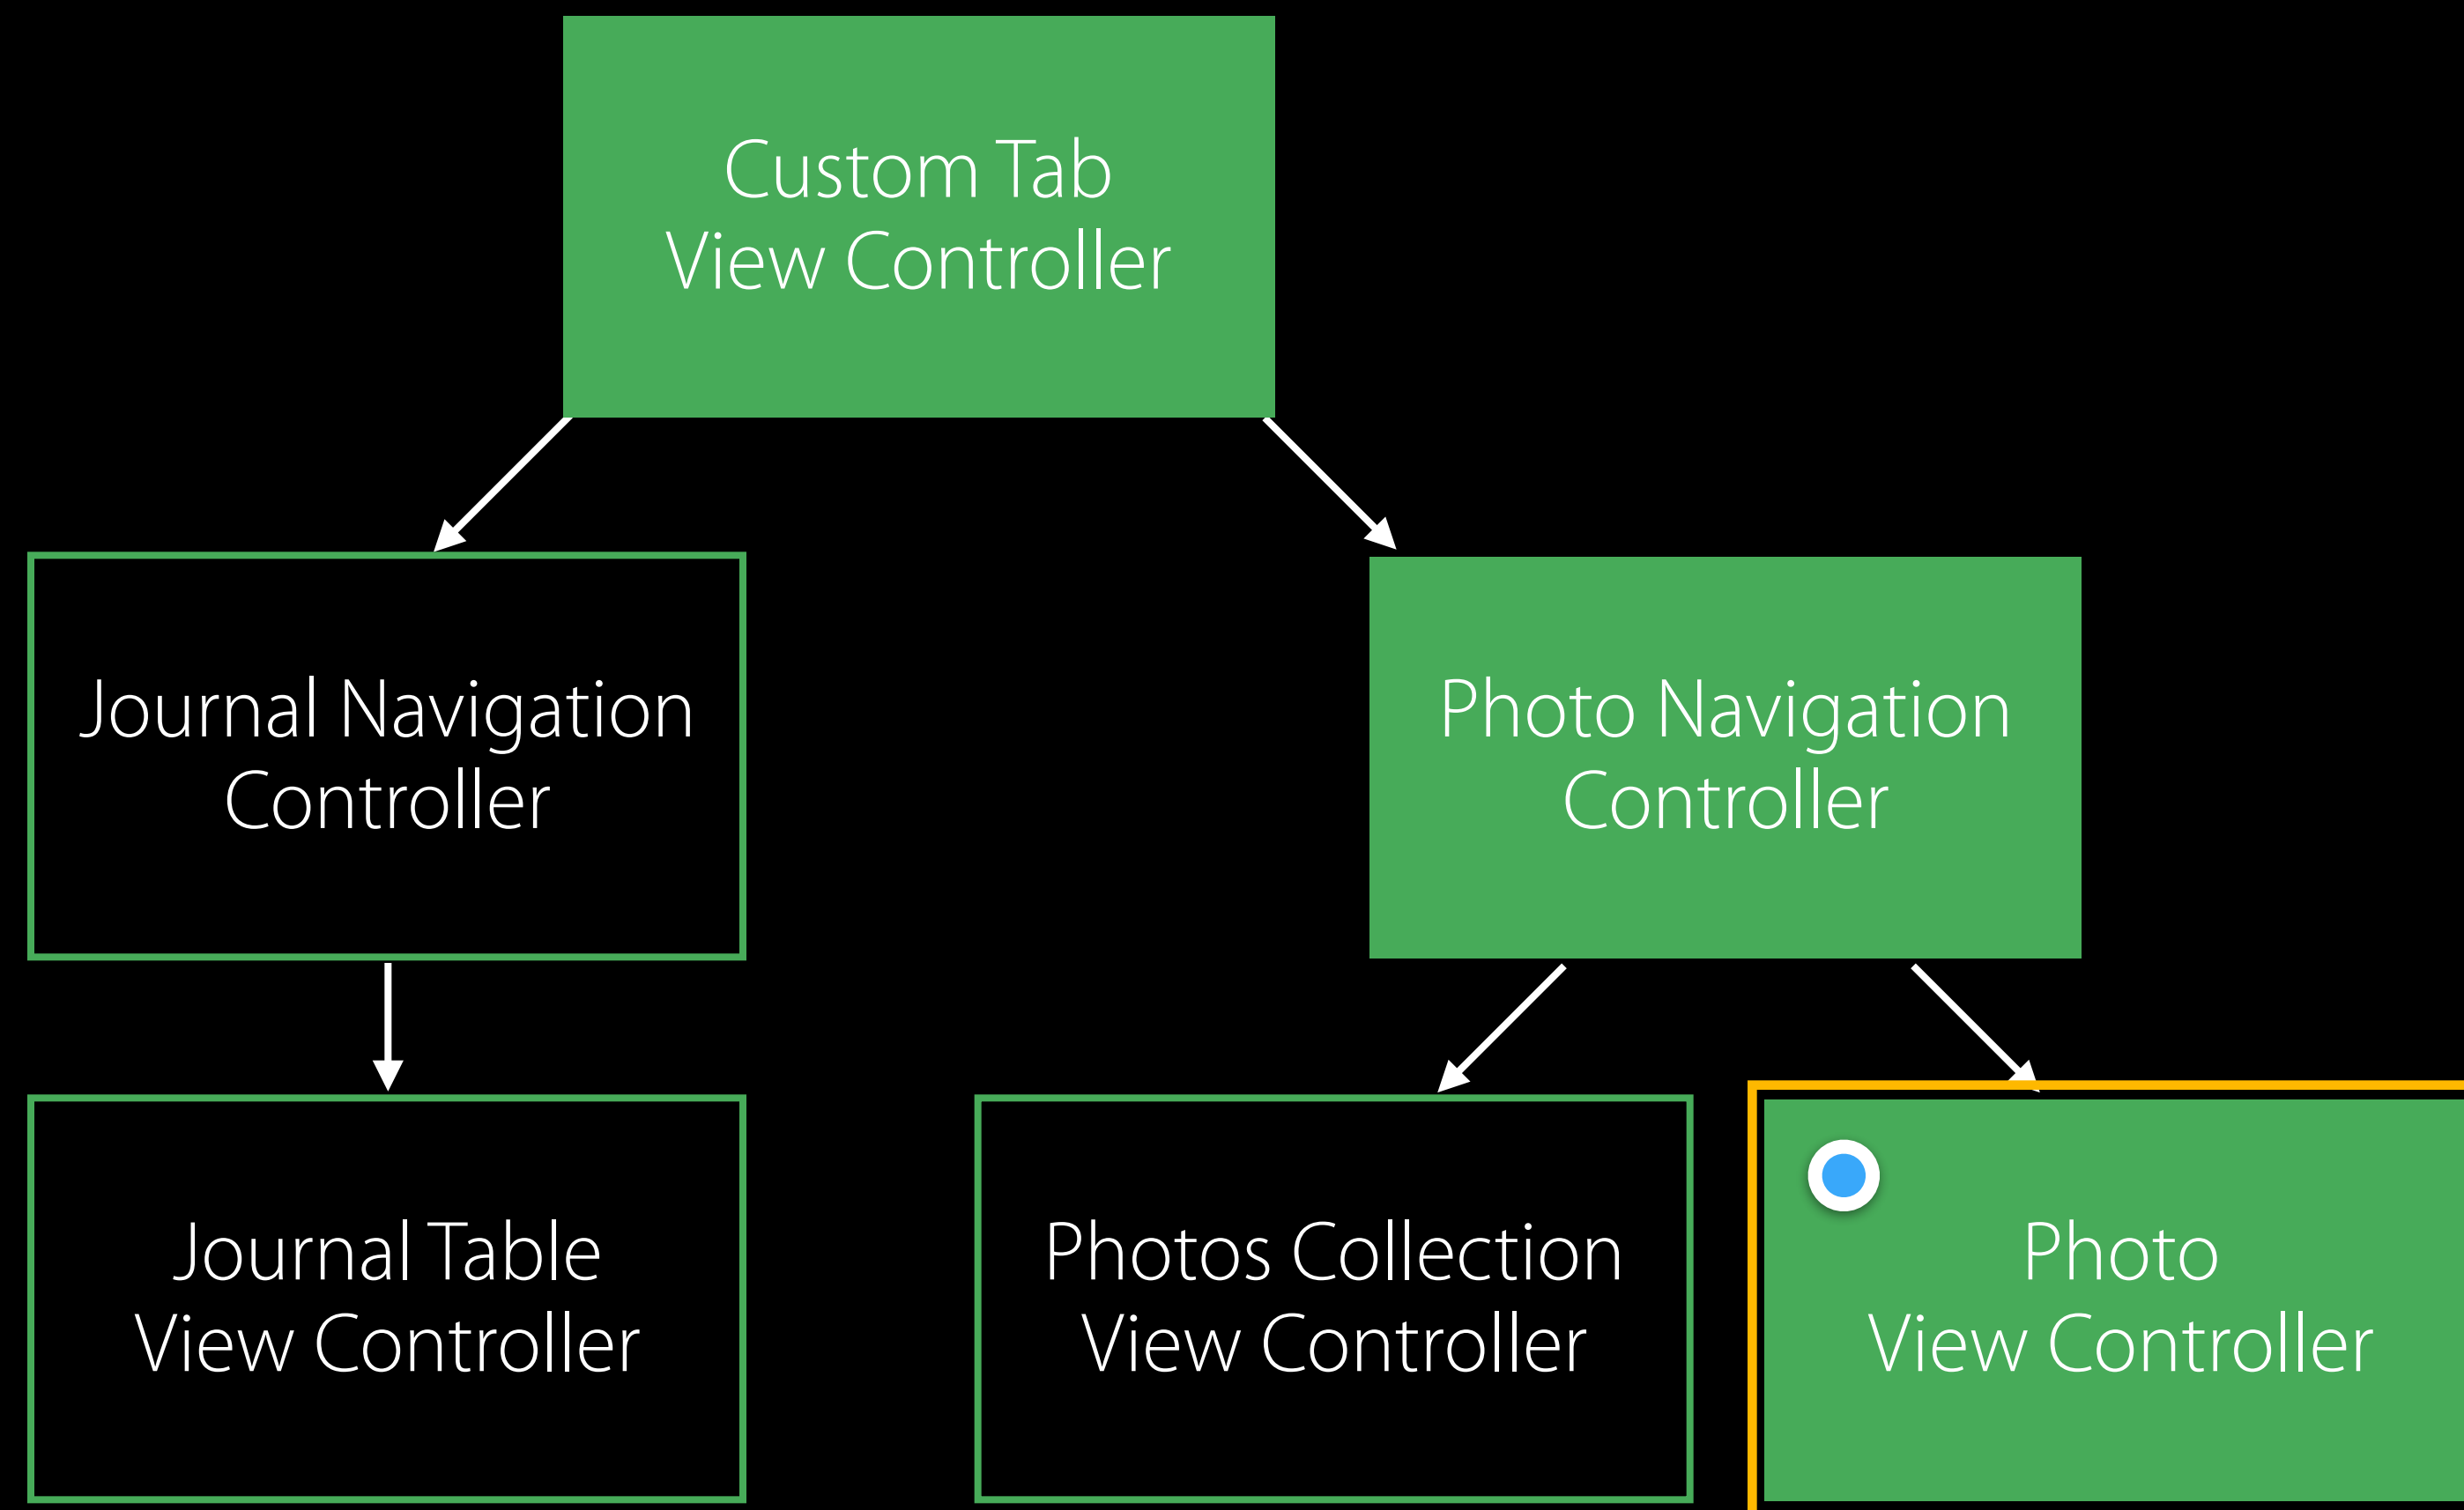 Custom Tab
View Controller
Journal Navigation
Controller
Photo Navigation
Controller
Journal Table
View Controller
Photos Collection
View Controller
Photo
View Controller